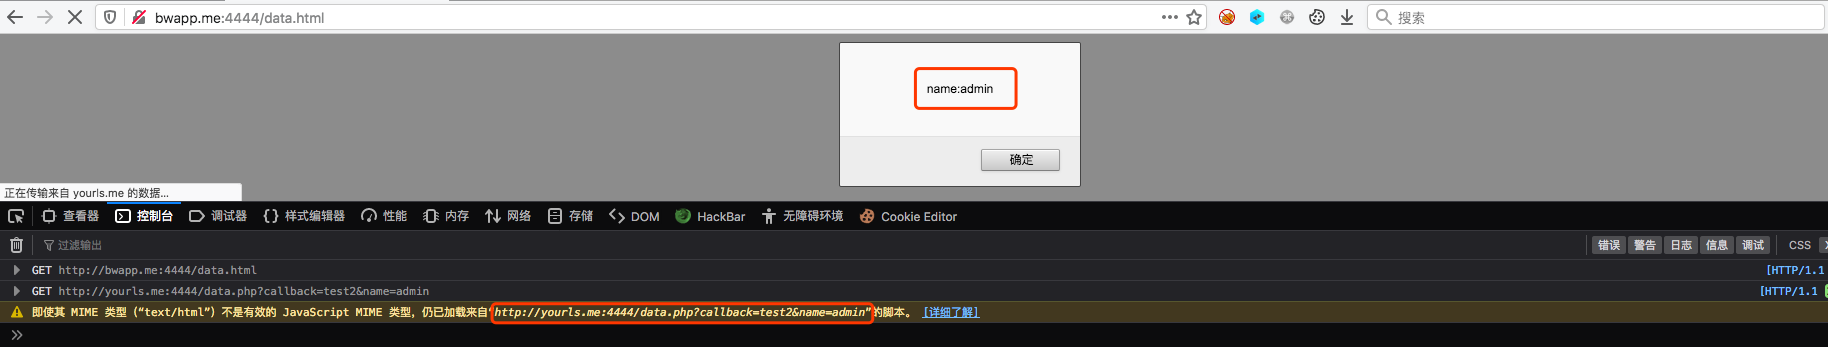 bwapp.me:4444/data.html
搜索
name:admin
确定
正在传输来自 yourls.me 的数据...
查看器 控制台 调试器 样式编辑器 性能 内存 网络 存储 DOM HackBar 无障碍环境 Cookie Editor
过滤输出 错误 警告 日志 信息 调试 CSS
GET http://bwapp.me:4444/data.html [HTTP/1.1
GET http://yourls.me:4444/data.php?callback=test2&name=admin [HTTP/1.1
即使其 MIME 类型（“text/html”）不是有效的 JavaScript MIME 类型，仍已加载来自“http://yourls.me:4444/data.php?callback=test2&name=admin”的脚本。 [详细了解]